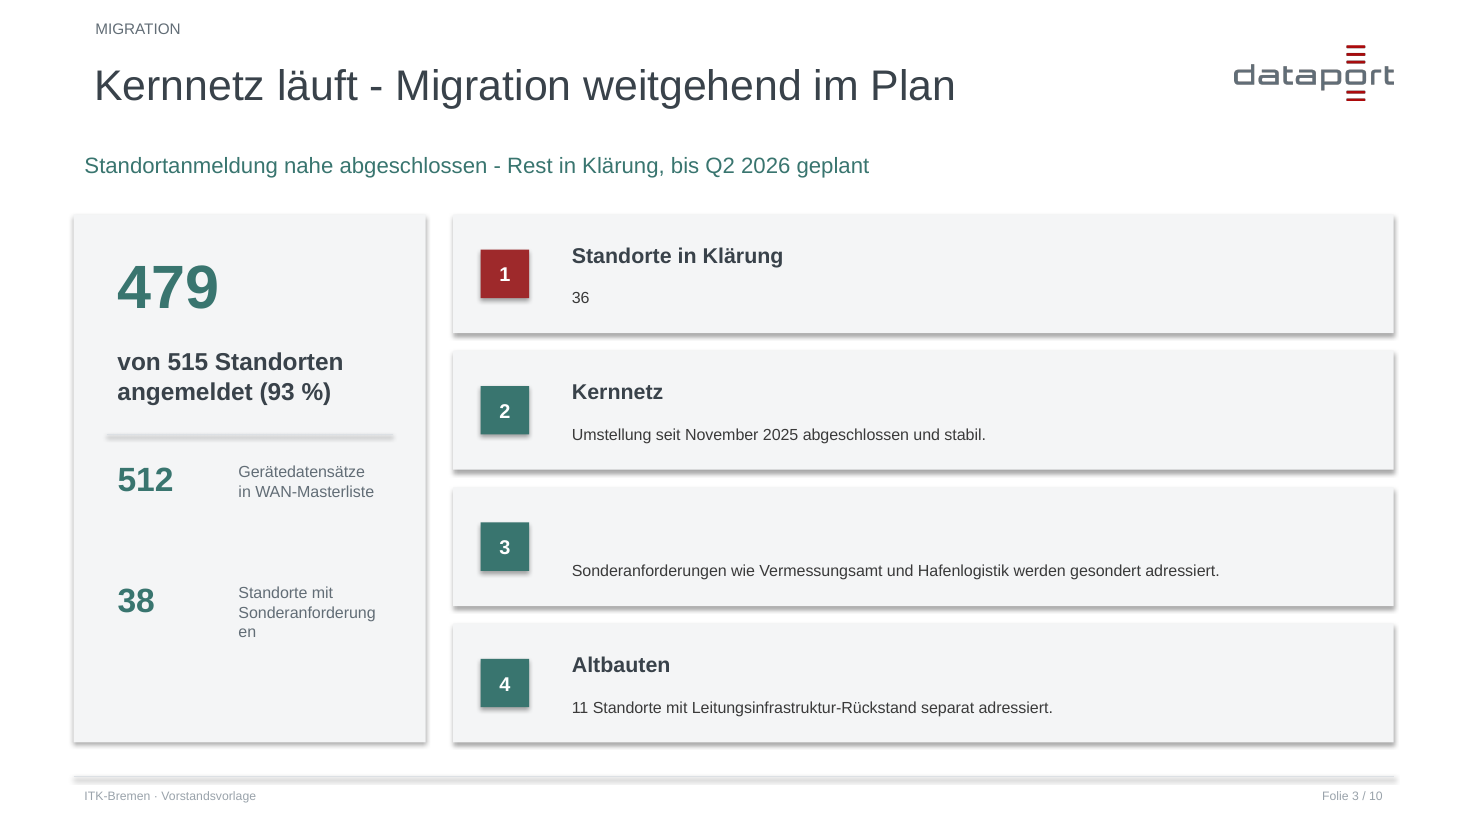 MIGRATION
Kernnetz läuft - Migration weitgehend im Plan
dataport
Standortanmeldung nahe abgeschlossen - Rest in Klärung, bis Q2 2026 geplant
479
von 515 Standorten
angemeldet (93 %)
512
Gerätedatensätze
in WAN-Masterliste
38
Standorte mit
Sonderanforderung
en
1
Standorte in Klärung
36
2
Kernnetz
Umstellung seit November 2025 abgeschlossen und stabil.
3
Sonderanforderungen wie Vermessungsamt und Hafenlogistik werden gesondert adressiert.
4
Altbauten
11 Standorte mit Leitungsinfrastruktur-Rückstand separat adressiert.
ITK-Bremen · Vorstandsvorlage
Folie 3 / 10